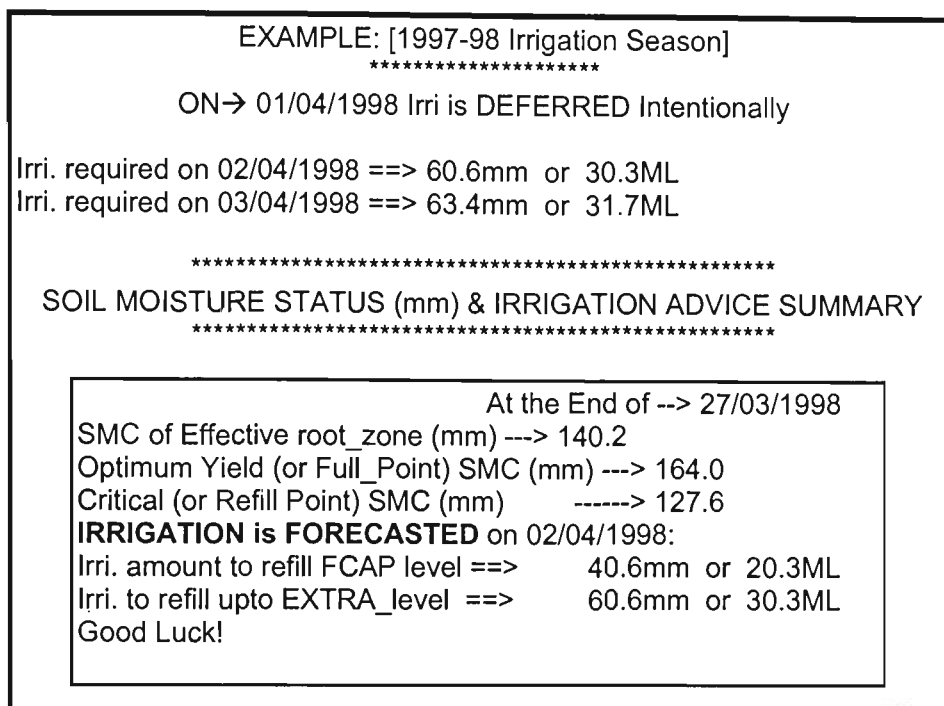 EXAMPLE: [1997-98 Irrigation Season]
*********************
ON→ 01/04/1998 Irri is DEFERRED Intentionally
Irri. required on 02/04/1998 ==> 60.6mm or 30.3ML
Irri. required on 03/04/1998 ==> 63.4mm or 31.7ML
*****************************************************
SOIL MOISTURE STATUS (mm) & IRRIGATION ADVICE SUMMARY
*****************************************************
At the End of --> 27/03/1998
SMC of Effective root_zone (mm) ---> 140.2
Optimum Yield (or Full_Point) SMC (mm) ---> 164.0
Critical (or Refill Point) SMC (mm) ------> 127.6
IRRIGATION is FORECASTED on 02/04/1998:
Irri. amount to refill FCAP level ==> 40.6mm or 20.3ML
Irri. to refill upto EXTRA_level ==> 60.6mm or 30.3ML
Good Luck!